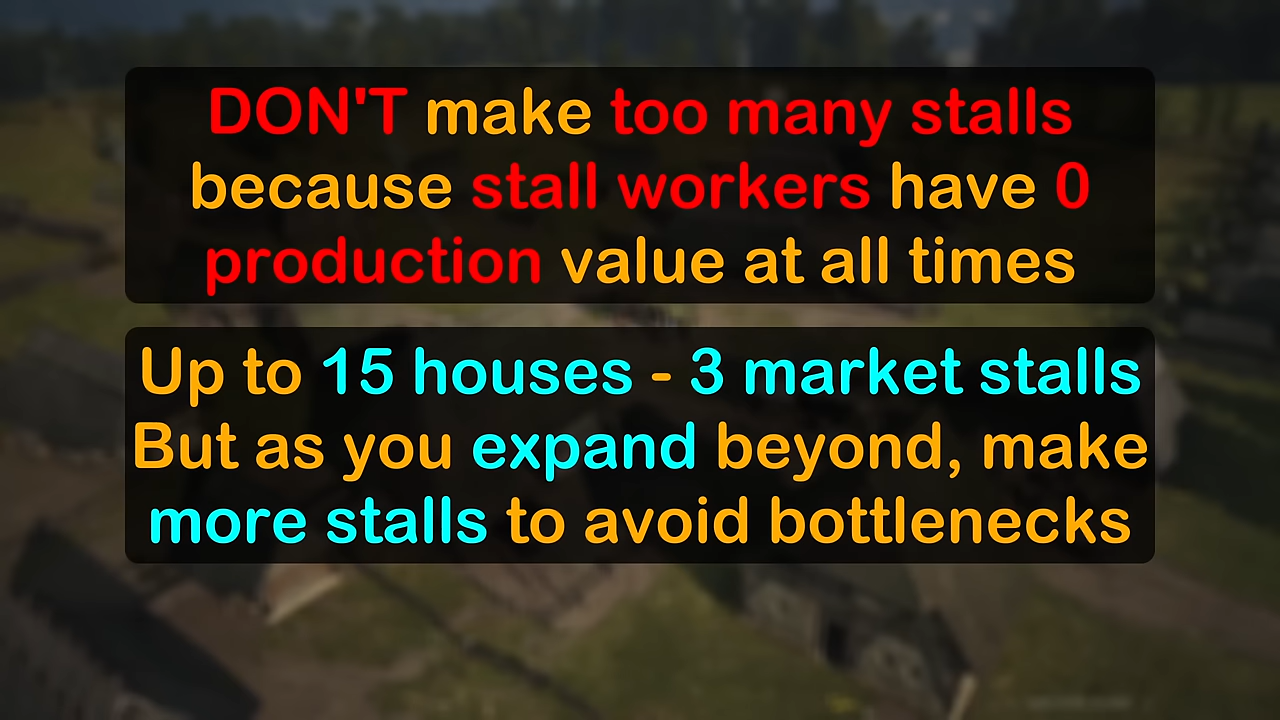 DON'T make too many stalls
because stall workers have 0
production value at all times
Up to 15 houses - 3 market stalls
But as you expand beyond, make
more stalls to avoid bottlenecks